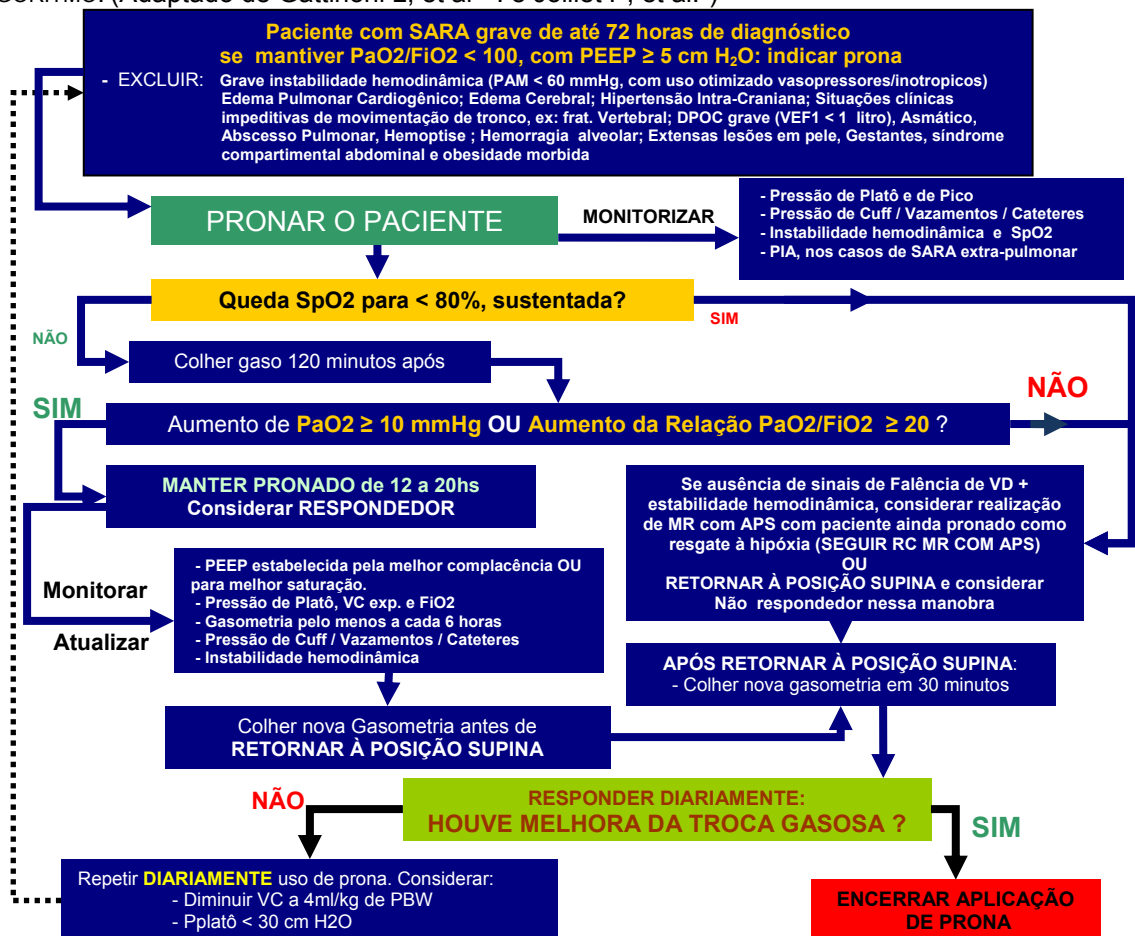 (Adaptado de Gattinoni L, et al
Paciente com SARA grave de até 72 horas de diagnóstico
se mantiver PaO2/FiO2 < 100, com PEEP ≥ 5 cm H2O: indicar prona
- EXCLUIR: Grave instabilidade hemodinâmica (PAM < 60 mmHg, com uso otimizado vasopressores/inotropicos)
Edema Pulmonar Cardiogênico; Edema Cerebral; Hipertensão Intra-Craniana; Situações clínicas
impeditivas de movimentação de tronco, ex: frat. Vertebral; DPOC grave (VEF1 < 1 litro), Asmático,
Abscesso Pulmonar, Hemoptise ; Hemorragia alveolar; Extensas lesões em pele, Gestantes, síndrome
compartimental abdominal e obesidade morbida
PRONAR O PACIENTE
MONITORIZAR
- Pressão de Platô e de Pico
- Pressão de Cuff / Vazamentos / Cateteres
- Instabilidade hemodinâmica e SpO2
- PIA, nos casos de SARA extra-pulmonar
Queda SpO2 para < 80%, sustentada?
SIM
NÃO
Colher gaso 120 minutos após
NÃO
SIM
Aumento de PaO2 ≥ 10 mmHg OU Aumento da Relação PaO2/FiO2 ≥ 20 ?
MANTER PRONADO de 12 a 20hs
Considerar RESPONDEDOR
Se ausência de sinais de Falência de VD +
estabilidade hemodinâmica, considerar realização
de MR com APS com paciente ainda pronado como
resgate à hipóxia (SEGUIR RC MR COM APS)
OU
RETORNAR À POSIÇÃO SUPINA e considerar
Não respondedor nessa manobra
Monitorar
Atualizar
- PEEP estabelecida pela melhor complacência OU
para melhor saturação.
- Pressão de Platô, VC exp. e FiO2
- Gasometria pelo menos a cada 6 horas
- Pressão de Cuff / Vazamentos / Cateteres
- Instabilidade hemodinâmica
APÓS RETORNAR À POSIÇÃO SUPINA:
- Colher nova gasometria em 30 minutos
Colher nova Gasometria antes de
RETORNAR À POSIÇÃO SUPINA
RESPONDER DIARIAMENTE:
HOUVE MELHORA DA TROCA GASOSA ?
NÃO
SIM
Repetir DIARIAMENTE uso de prona. Considerar:
- Diminuir VC a 4ml/kg de PBW
- Pplatô < 30 cm H2O
ENCERRAR APLICAÇÃO
DE PRONA